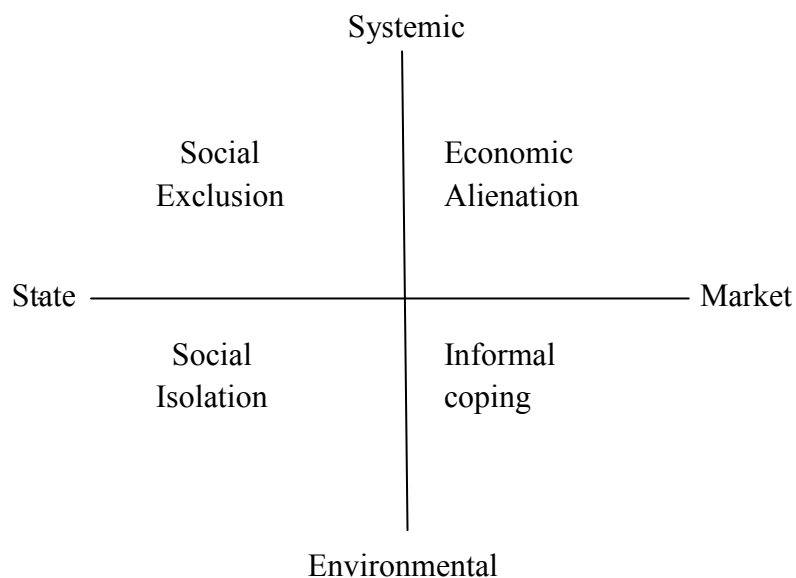 Systemic
Social
Exclusion
Economic
Alienation
State
Market
Social
Isolation
Informal
coping
Environmental